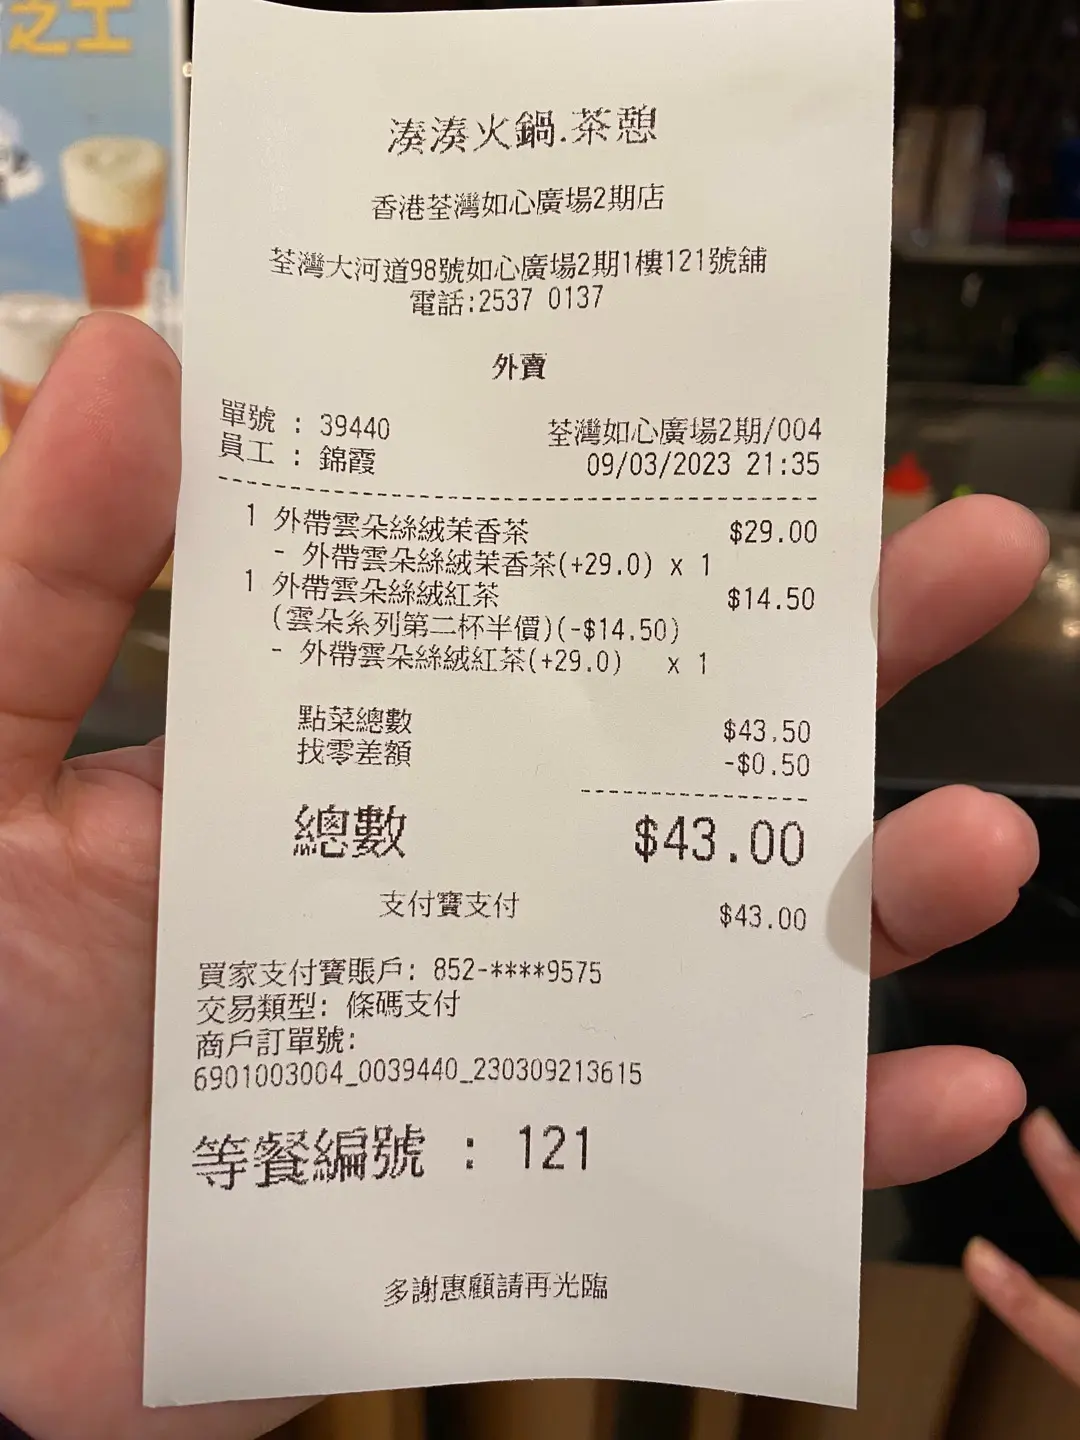 之工
湊湊火鍋.茶憩
香港荃灣如心廣場2期店
荃灣大河道98號如心廣場2期1樓121號舖
電話:2537 0137
外賣
單號 : 39440 荃灣如心廣場2期/004
員工 : 錦霞 09/03/2023 21:35
1 外帶雲朵絲絨茉香茶 $29.00
- 外帶雲朵絲絨茉香茶(+29.0) x 1
1 外帶雲朵絲絨紅茶 $14.50
(雲朵系列第二杯半價)(-$14.50)
- 外帶雲朵絲絨紅茶(+29.0) x 1
點菜總數 $43.50
找零差額 -$0.50
總數 $43.00
支付寶支付 $43.00
買家支付寶賬戶: 852-****9575
交易類型: 條碼支付
商戶訂單號:
6901003004_0039440_230309213615
等餐編號 : 121
多謝惠顧請再光臨